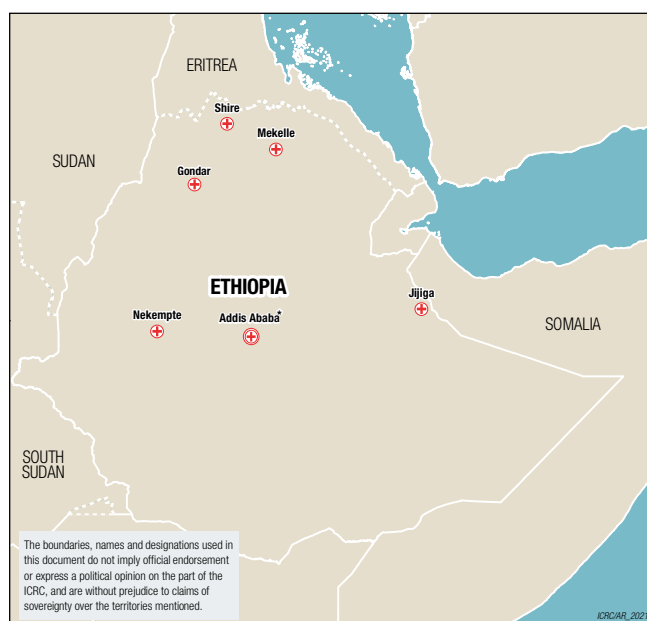 ERITREA
Shire
Mekelle
SUDAN
Gondar
ETHIOPIA
Jijiga
Nekempte
Addis Ababa*
SOMALIA
SOUTH
SUDAN
The boundaries, names and designations used in
this document do not imply official endorsement
or express a political opinion on the part of the
ICRC, and are without prejudice to claims of
sovereignty over the territories mentioned.
ICRC/AR_2021